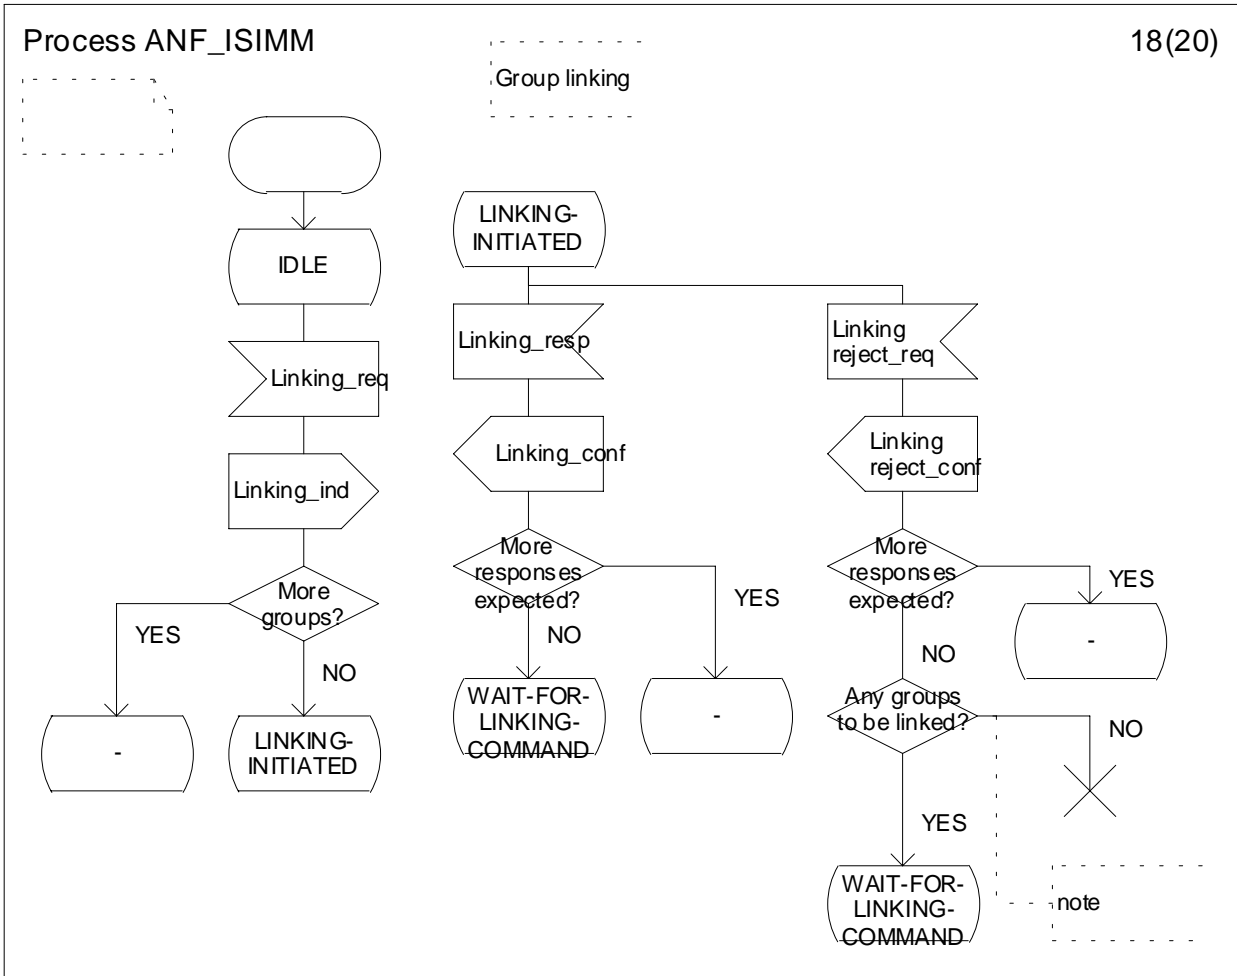 Process ANF_ISIMM
18(20)
Group linking
IDLE
Linking_req
Linking_ind
More
groups?
YES
NO
-
LINKING-
INITIATED
LINKING-
INITIATED
Linking_resp
Linking_conf
More
responses
expected?
YES
NO
WAIT-FOR-
LINKING-
COMMAND
-
Linking
reject_req
Linking
reject_conf
More
responses
expected?
YES
-
NO
Any groups
to be linked?
NO
YES
WAIT-FOR-
LINKING-
COMMAND
note